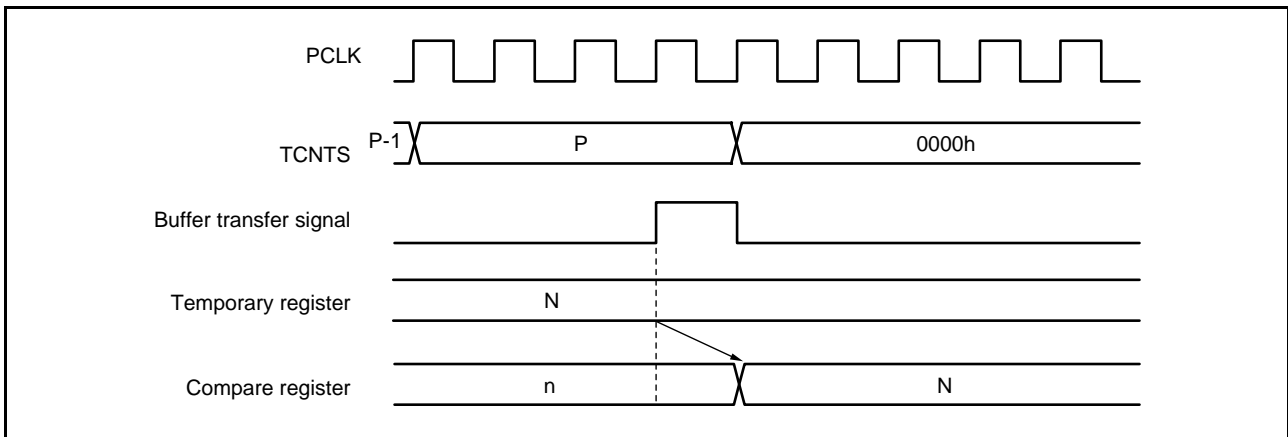 PCLK
TCNTS P-1 P 0000h
Buffer transfer signal
Temporary register N
Compare register n N